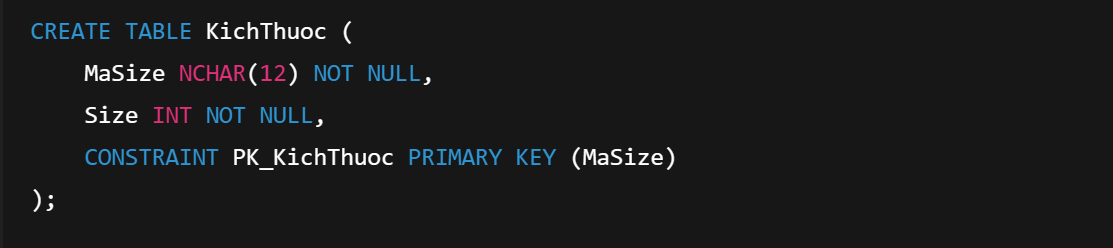 CREATE TABLE KichThuoc (
    MaSize NCHAR(12) NOT NULL,
    Size INT NOT NULL,
    CONSTRAINT PK_KichThuoc PRIMARY KEY (MaSize)
);